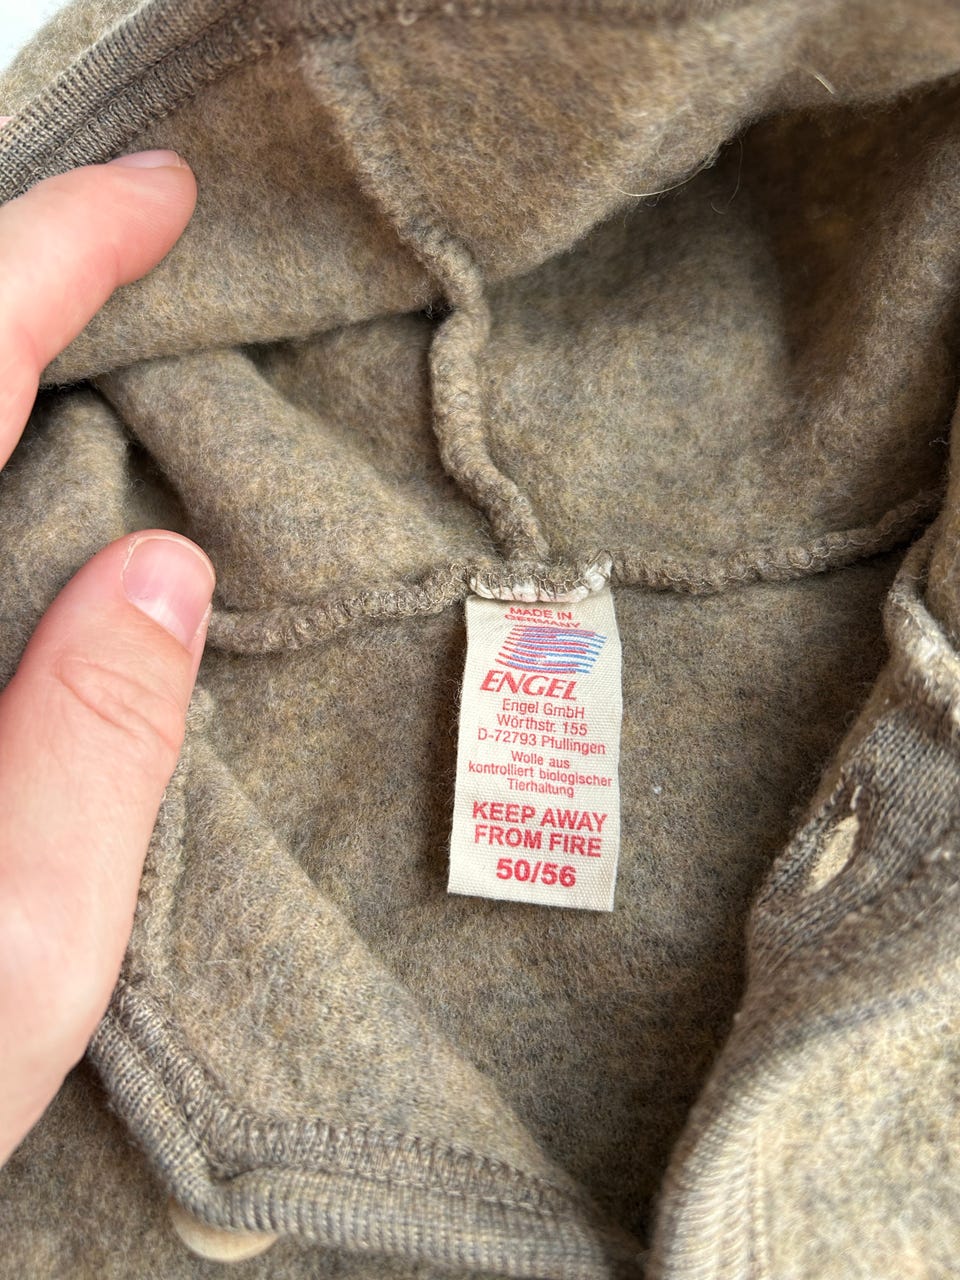 MADE IN
GERMANY
ENGEL
Engel GmbH
Wörthstr. 155
D-72793 Pfullingen
Wolle aus
kontrolliert biologischer
Tierhaltung
KEEP AWAY
FROM FIRE
50/56